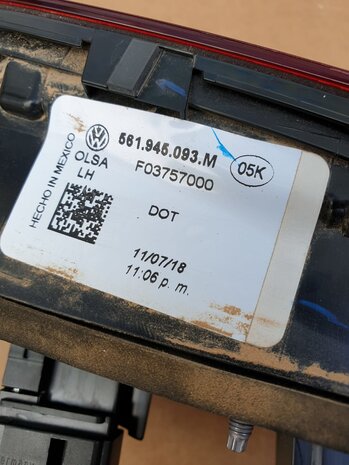 561.945.093.M
OLSA
LH
F03757000
05K
HECHO IN MEXICO
DOT
11/07/18
11:06 p. m.